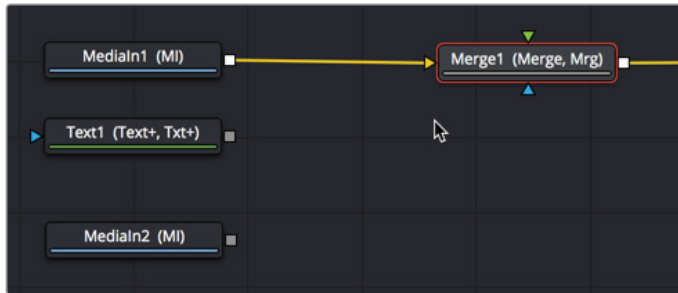 MediaIn1 (MI)
Merge1 (Merge, Mrg)
Text1 (Text+, Txt+)
MediaIn2 (MI)